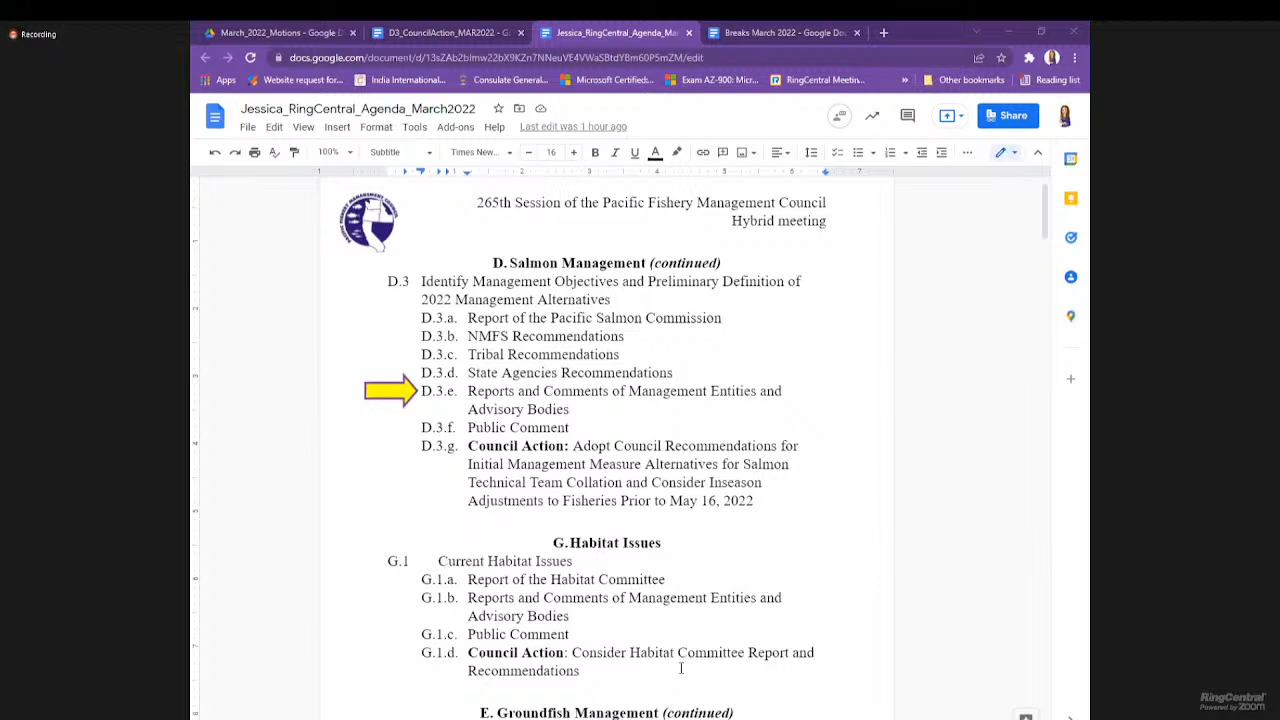 Recording
March_2022_Motions - Google D
D3_CouncilAction_MAR2022 - G
Jessica_RingCentral_Agenda_Ma
Breaks March 2022 - Google Doc
docs.google.com/document/d/13sZAb2bImw22bX9KZn7NNeuVE4VWaSBtdYBm60P5mZM/edit
Apps
Website request for...
India International...
Consulate General...
Microsoft Certified:...
Exam AZ-900: Micr...
RingCentral Meetin...
Other bookmarks
Reading list
Jessica_RingCentral_Agenda_March2022
File Edit View Insert Format Tools Add-ons Help Last edit was 1 hour ago
Share
100% Subtitle Times New... 16 B I U A
1 1 2 3 4 5 6 7
265th Session of the Pacific Fishery Management Council
Hybrid meeting
D. Salmon Management (continued)
D.3 Identify Management Objectives and Preliminary Definition of
2022 Management Alternatives
D.3.a. Report of the Pacific Salmon Commission
D.3.b. NMFS Recommendations
D.3.c. Tribal Recommendations
D.3.d. State Agencies Recommendations
D.3.e. Reports and Comments of Management Entities and
Advisory Bodies
D.3.f. Public Comment
D.3.g. Council Action: Adopt Council Recommendations for
Initial Management Measure Alternatives for Salmon
Technical Team Collation and Consider Inseason
Adjustments to Fisheries Prior to May 16, 2022
G. Habitat Issues
G.1 Current Habitat Issues
G.1.a. Report of the Habitat Committee
G.1.b. Reports and Comments of Management Entities and
Advisory Bodies
G.1.c. Public Comment
G.1.d. Council Action: Consider Habitat Committee Report and
Recommendations
E. Groundfish Management (continued)
RingCentral
Powered by zoom